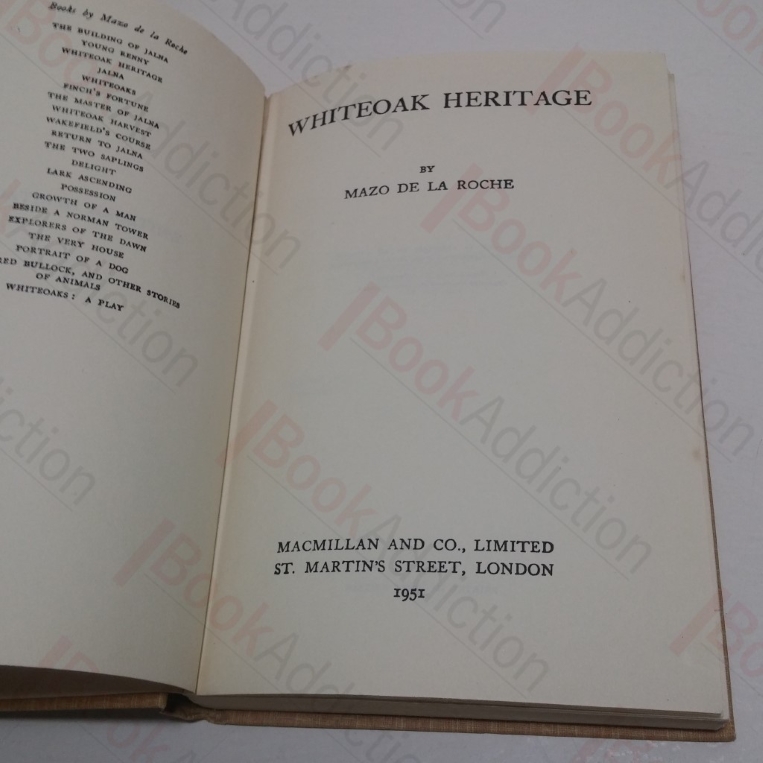 Books by Mazo de la Roche
THE BUILDING OF JALNA
YOUNG RENNY
WHITEOAK HERITAGE
JALNA
WHITEOAKS
FINCH'S FORTUNE
THE MASTER OF JALNA
WHITEOAK HARVEST
WAKEFIELD'S COURSE
RETURN TO JALNA
THE TWO SAPLINGS
DELIGHT
LARK ASCENDING
POSSESSION
GROWTH OF A MAN
BESIDE A NORMAN TOWER
EXPLORERS OF THE DAWN
THE VERY HOUSE
PORTRAIT OF A DOG
RED BULLOCK, AND OTHER STORIES
OF ANIMALS
WHITEOAKS: A PLAY
WHITEOAK HERITAGE
BY
MAZO DE LA ROCHE
MACMILLAN AND CO., LIMITED
ST. MARTIN'S STREET, LONDON
1951
BookAddiction